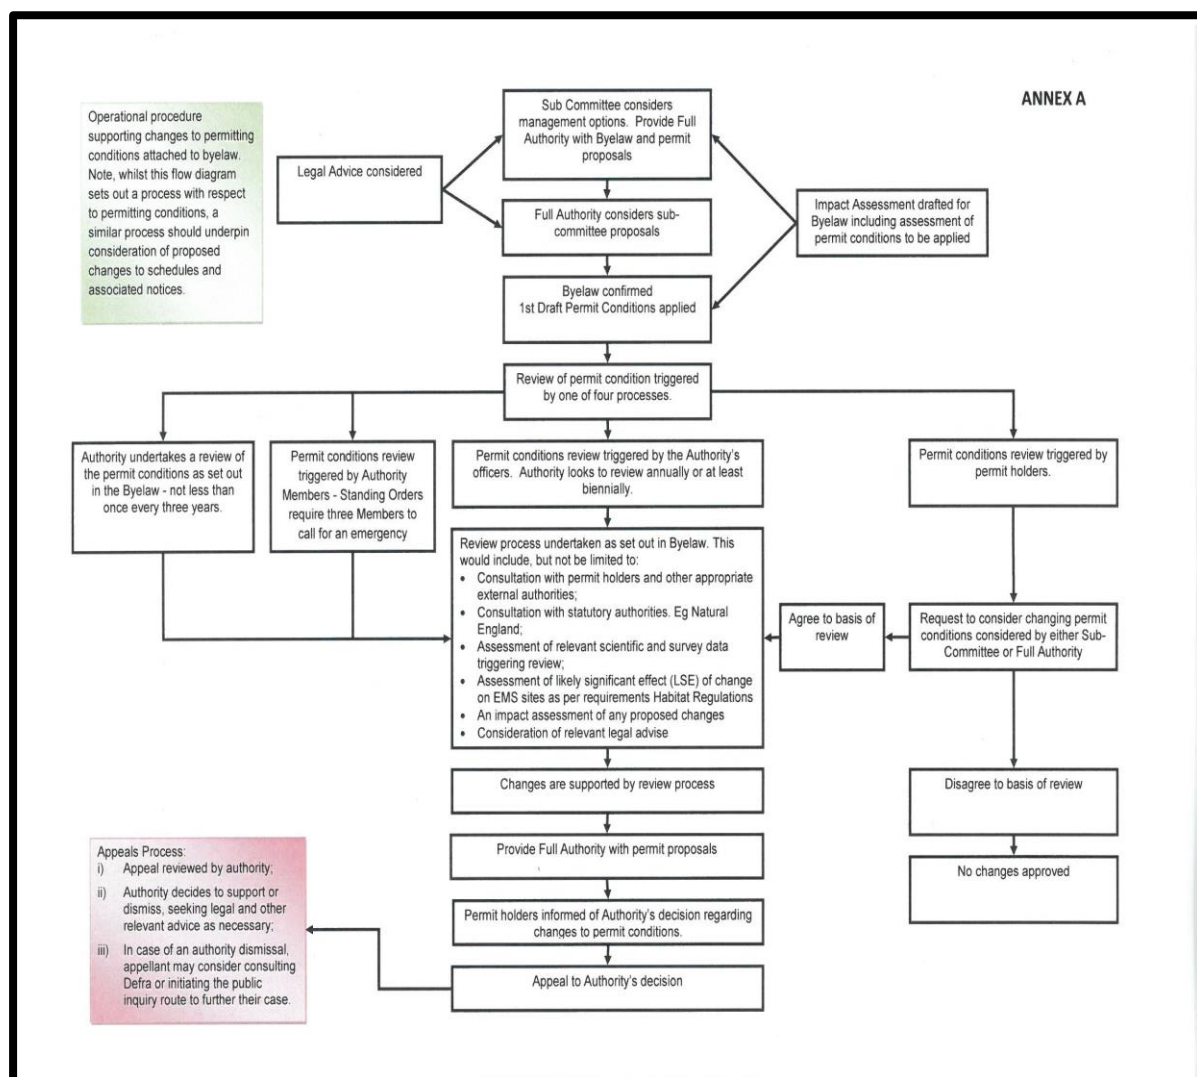 ANNEX A
Operational procedure
supporting changes to permitting
conditions attached to byelaw.
Note, whilst this flow diagram
sets out a process with respect
to permitting conditions, a
similar process should underpin
consideration of proposed
changes to schedules and
associated notices.
Sub Committee considers
management options. Provide Full
Authority with Byelaw and permit
proposals
Legal Advice considered
Full Authority considers sub-
committee proposals
Impact Assessment drafted for
Byelaw including assessment of
permit conditions to be applied
Byelaw confirmed
1st Draft Permit Conditions applied
Review of permit condition triggered
by one of four processes.
Authority undertakes a review of
the permit conditions as set out
in the Byelaw - not less than
once every three years.
Permit conditions review
triggered by Authority
Members - Standing Orders
require three Members to
call for an emergency
Permit conditions review triggered by the Authority's
officers. Authority looks to review annually or at least
biennially.
Permit conditions review triggered by
permit holders.
Review process undertaken as set out in Byelaw. This
would include, but not be limited to:
• Consultation with permit holders and other appropriate
external authorities;
• Consultation with statutory authorities. Eg Natural
England;
• Assessment of relevant scientific and survey data
triggering review;
• Assessment of likely significant effect (LSE) of change
on EMS sites as per requirements Habitat Regulations
• An impact assessment of any proposed changes
• Consideration of relevant legal advise
Agree to basis of
review
Request to consider changing permit
conditions considered by either Sub-
Committee or Full Authority
Changes are supported by review process
Disagree to basis of review
Provide Full Authority with permit proposals
No changes approved
Permit holders informed of Authority's decision regarding
changes to permit conditions.
Appeal to Authority's decision
Appeals Process:
i) Appeal reviewed by authority;
ii) Authority decides to support or
dismiss, seeking legal and other
relevant advice as necessary;
iii) In case of an authority dismissal,
appellant may consider consulting
Defra or initiating the public
inquiry route to further their case.